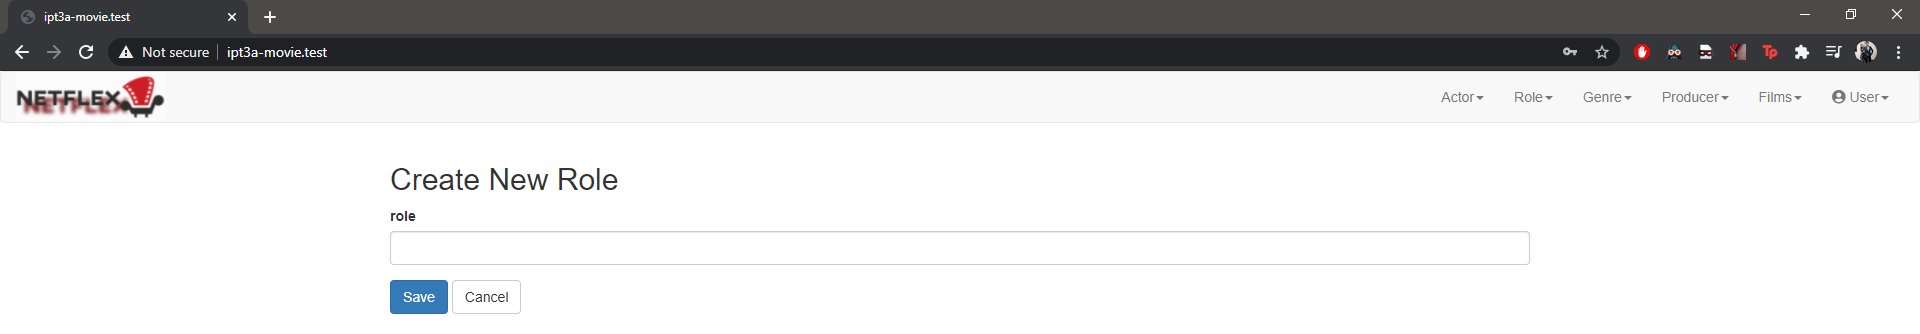 ipt3a-movie.test
Not secure ipt3a-movie.test
NETFLEX Actor Role Genre Producer Films User
Create New Role
role
Save Cancel